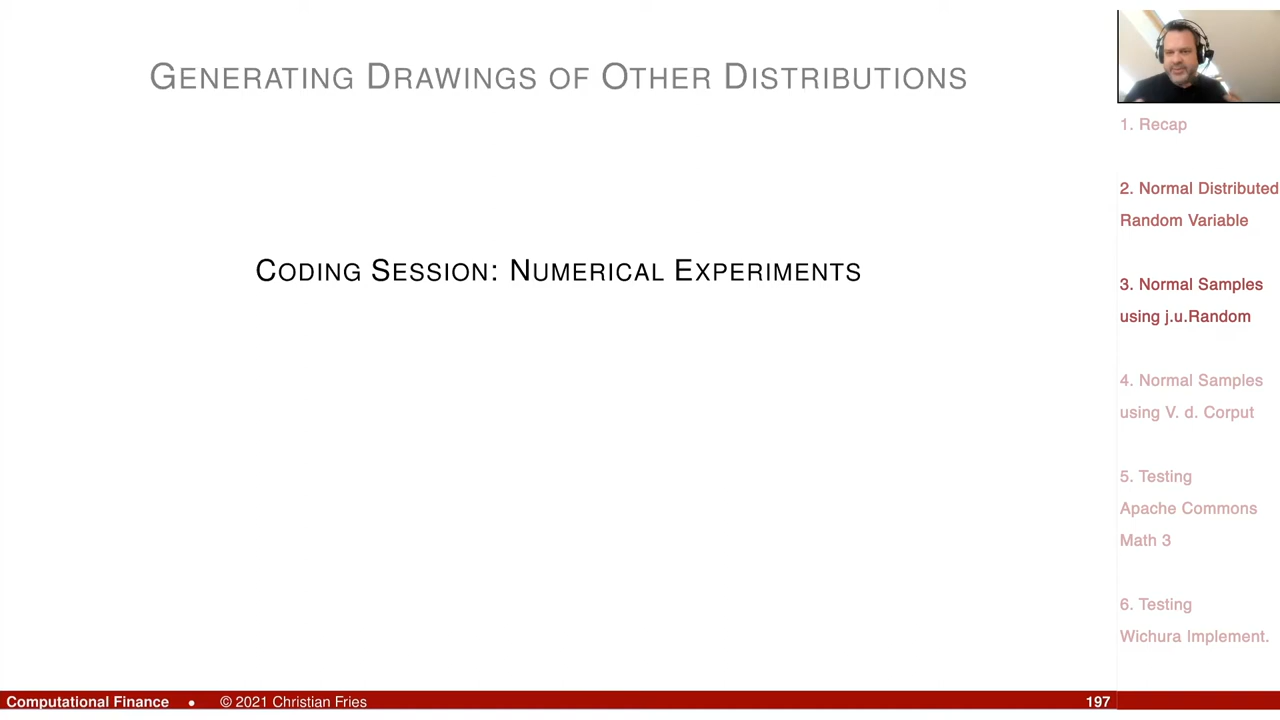 GENERATING DRAWINGS OF OTHER DISTRIBUTIONS
CODING SESSION: NUMERICAL EXPERIMENTS
1. Recap
2. Normal Distributed
Random Variable
3. Normal Samples
using j.u.Random
4. Normal Samples
using V. d. Corput
5. Testing
Apache Commons
Math 3
6. Testing
Wichura Implement.
Computational Finance • © 2021 Christian Fries 197